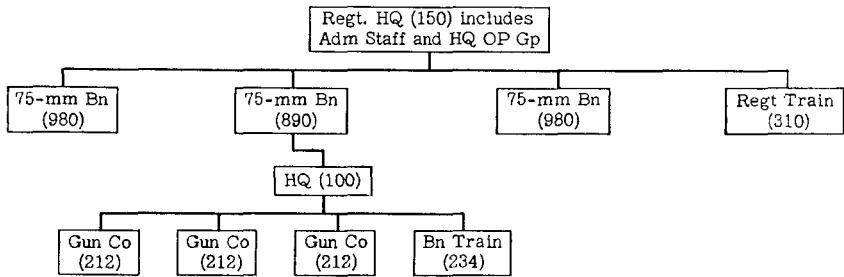 Regt. HQ (150) includes
Adm Staff and HQ OP Gp
75-mm Bn
(980)
75-mm Bn
(890)
75-mm Bn
(980)
Regt Train
(310)
HQ (100)
Gun Co
(212)
Gun Co
(212)
Gun Co
(212)
Bn Train
(234)